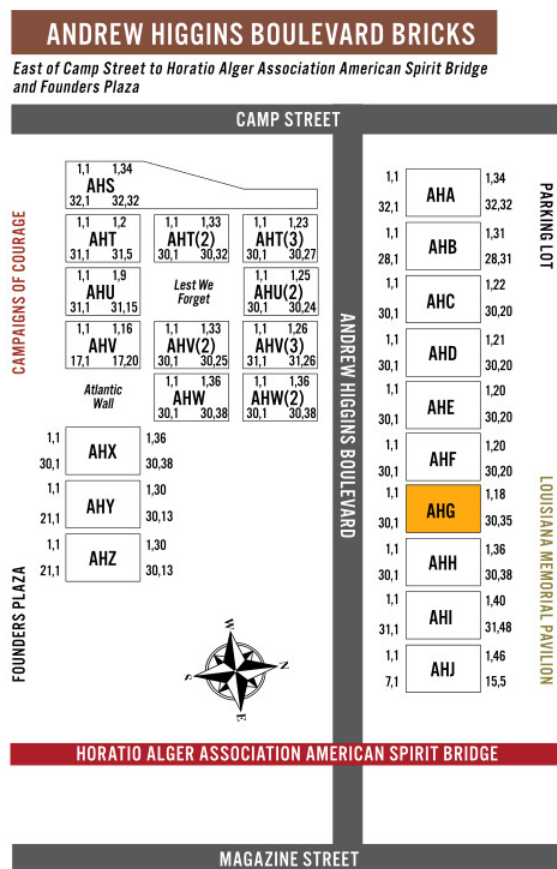 ANDREW HIGGINS BOULEVARD BRICKS
East of Camp Street to Horatio Alger Association American Spirit Bridge
and Founders Plaza
CAMP STREET
CAMPAIGNS OF COURAGE
FOUNDERS PLAZA
1,1 1,34
AHS
32,1 32,32
1,1 1,2
AHT
31,1 31,5
1,1 1,33
AHT(2)
30,1 30,32
1,1 1,23
AHT(3)
30,1 30,27
1,1 1,9
AHU
31,1 31,15
Lest We
Forget
1,1 1,25
AHU(2)
30,1 30,24
1,1 1,16
AHV
17,1 17,20
1,1 1,33
AHV(2)
30,1 30,25
1,1 1,26
AHV(3)
31,1 31,26
Atlantic
Wall
1,1 1,36
AHW
30,1 30,38
1,1 1,36
AHW(2)
30,1 30,38
1,1 1,36
AHX
30,1 30,38
1,1 1,30
AHY
21,1 30,13
1,1 1,30
AHZ
21,1 30,13
W
N
S
E
ANDREW HIGGINS BOULEVARD
1,1 1,34
AHA
32,1 32,32
1,1 1,31
AHB
28,1 28,31
1,1 1,22
AHC
30,1 30,20
1,1 1,21
AHD
30,1 30,20
1,1 1,20
AHE
30,1 30,20
1,1 1,20
AHF
30,1 30,20
1,1 1,18
AHG
30,1 30,35
1,1 1,36
AHH
30,1 30,38
1,1 1,40
AHI
31,1 31,48
1,1 1,46
AHJ
7,1 15,5
PARKING LOT
LOUISIANA MEMORIAL PAVILION
HORATIO ALGER ASSOCIATION AMERICAN SPIRIT BRIDGE
MAGAZINE STREET